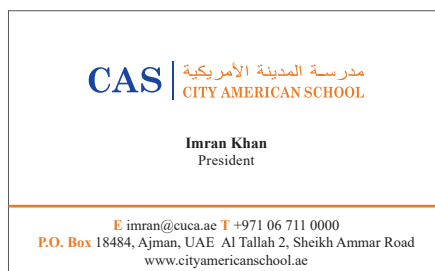 CAS
مدرسة المدينة الأمريكية
CITY AMERICAN SCHOOL
Imran Khan
President
E imran@cuca.ae T +971 06 711 0000
P.O. Box 18484, Ajman, UAE Al Tallah 2, Sheikh Ammar Road
www.cityamericanschool.ae